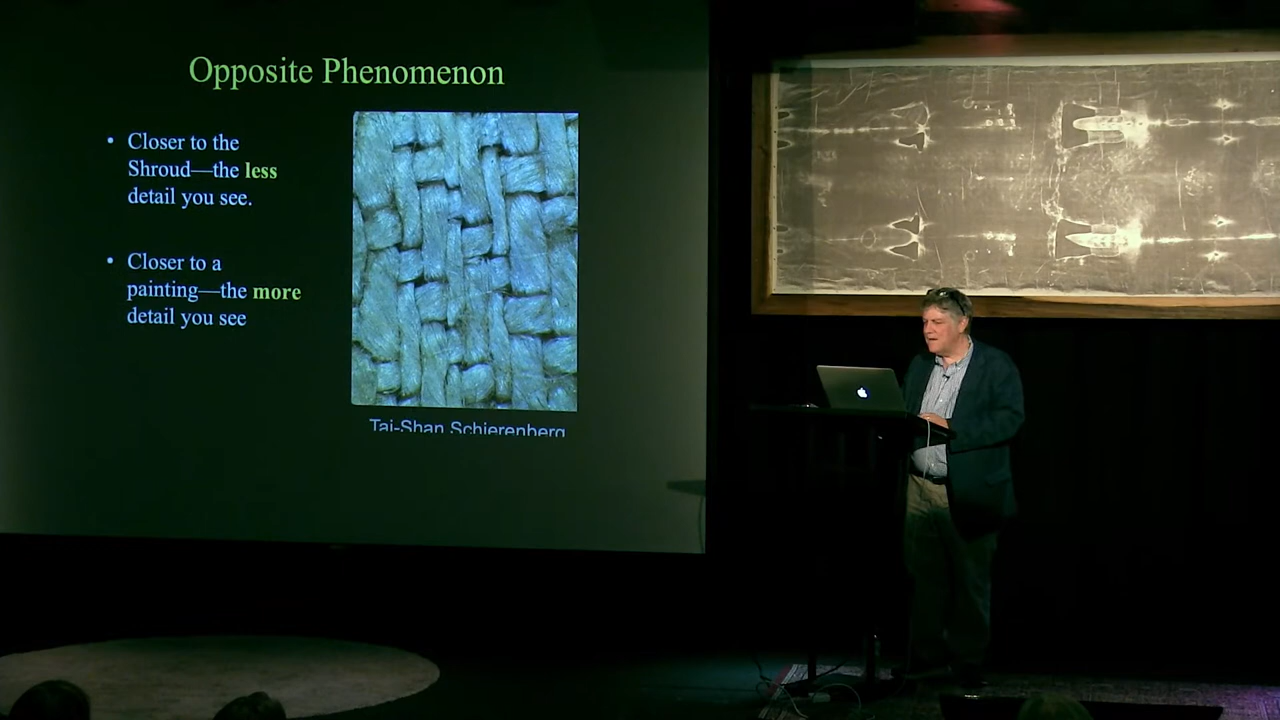 Opposite Phenomenon
• Closer to the
Shroud—the less
detail you see.
• Closer to a
painting—the more
detail you see
Tai-Shan Schierenberg